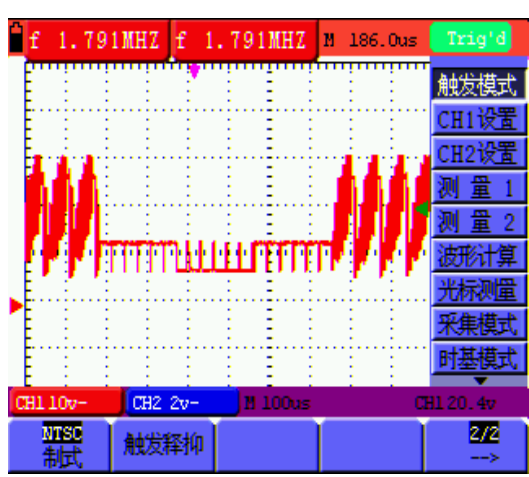 f 1.791MHZ f 1.791MHZ M 186.0us Trig'd
触发模式
CH1设置
CH2设置
测 量 1
测 量 2
波形计算
光标测量
采集模式
时基模式
CH1 10v- CH2 2v- M 100us CH1 20.4v
NTSC 触发释抑 2/2
制式 -->